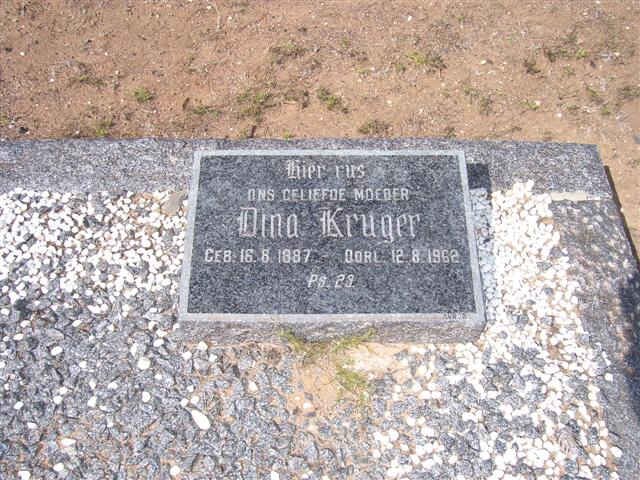 Hier rus
ONS GELIEFDE MOEDER
Dina Kruger
GEB. 16.8.1887 - OORL. 12.8.1962
Ps. 23.